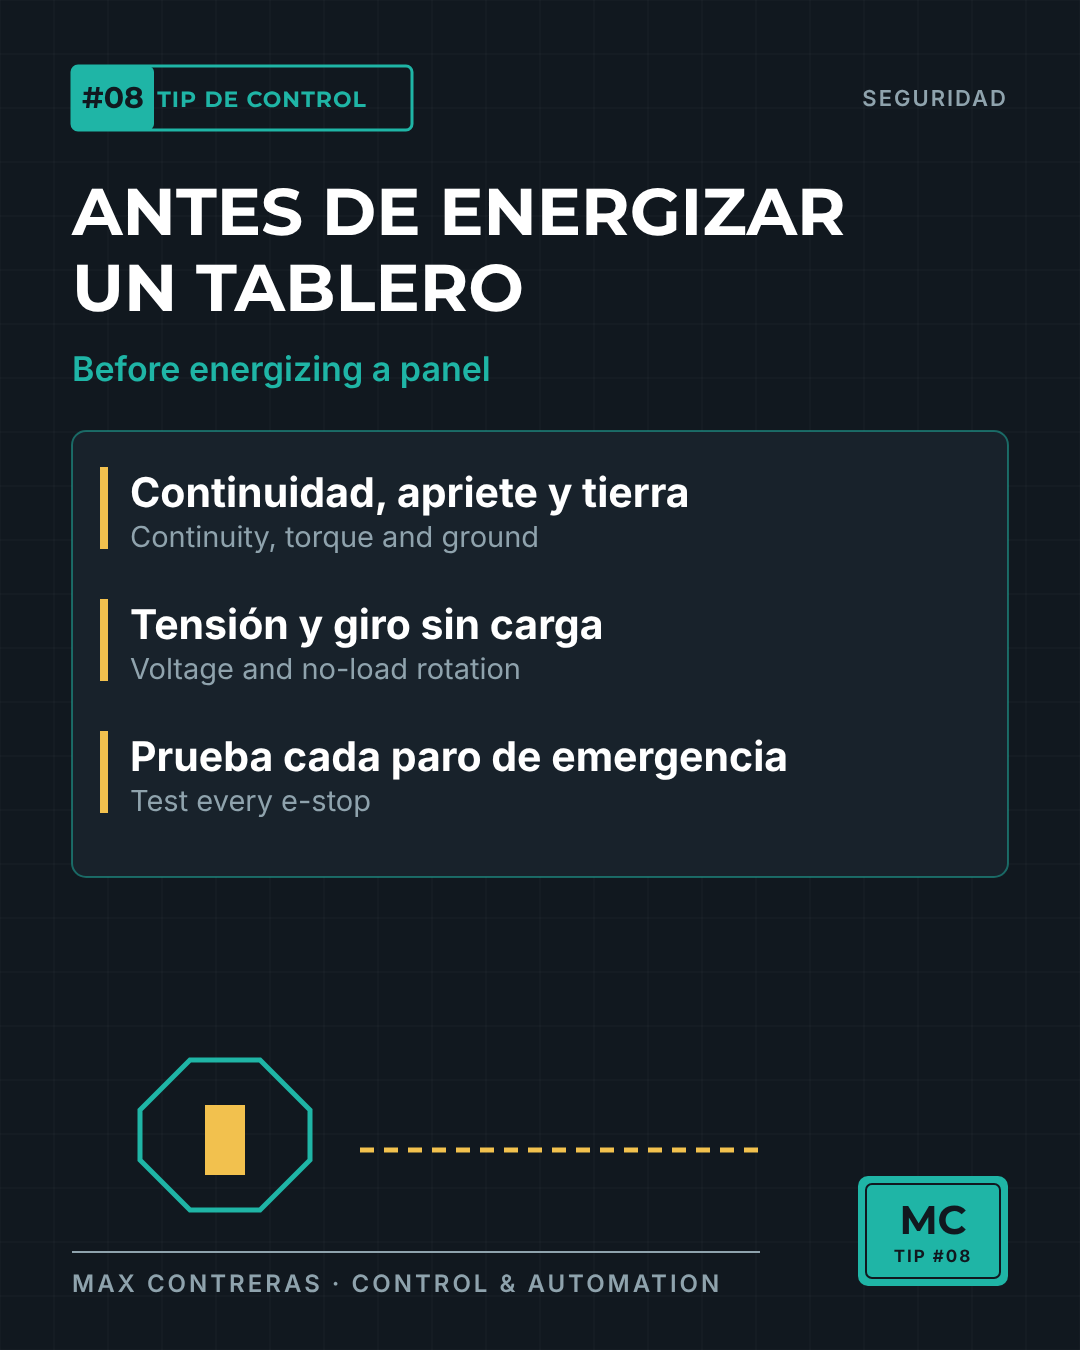 #08 TIP DE CONTROL
SEGURIDAD
ANTES DE ENERGIZAR
UN TABLERO
Before energizing a panel
Continuidad, apriete y tierra
Continuity, torque and ground
Tensión y giro sin carga
Voltage and no-load rotation
Prueba cada paro de emergencia
Test every e-stop
MC
TIP #08
MAX CONTRERAS · CONTROL & AUTOMATION